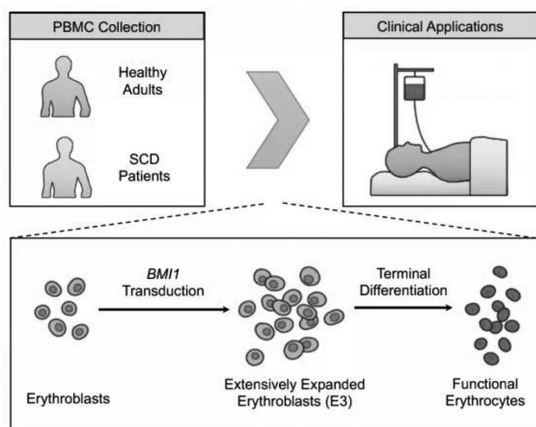 PBMC Collection
Healthy
Adults
SCD
Patients
Clinical Applications
BMI1
Transduction
Terminal
Differentiation
Erythroblasts
Extensively Expanded
Erythroblasts (E3)
Functional
Erythrocytes